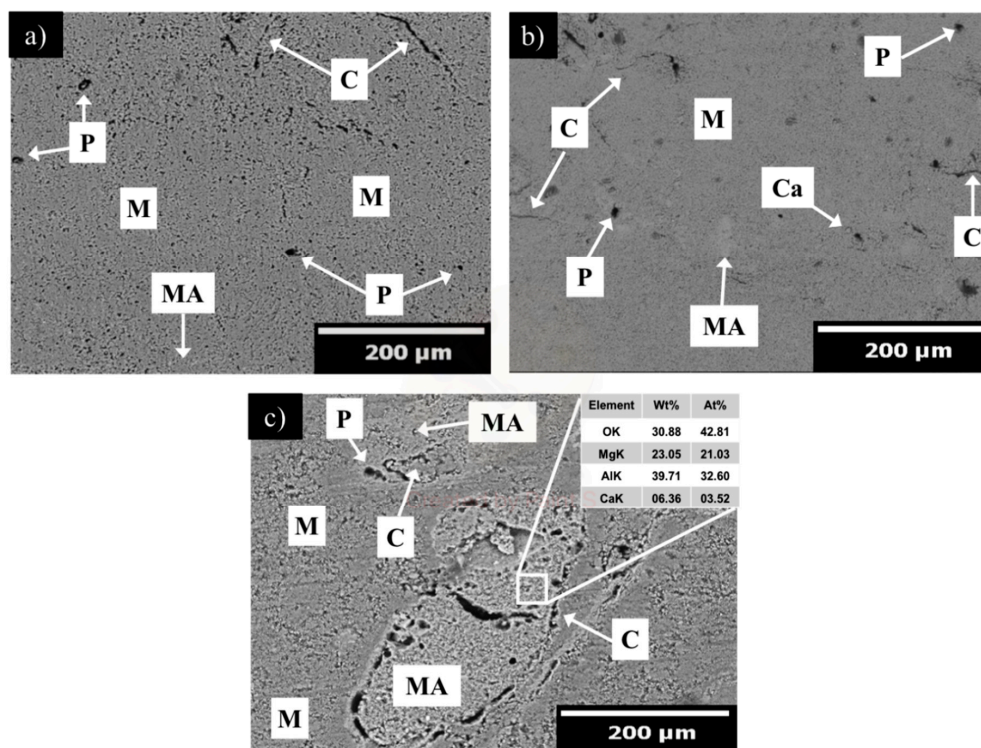 a)
C
P
M
M
P
MA
200 µm
b)
P
C
M
Ca
C
P
MA
200 µm
c)
P
MA
C
M
C
MA
M
200 µm
Element Wt% At%
OK 30.88 42.81
MgK 23.05 21.03
AlK 39.71 32.60
CaK 06.36 03.52